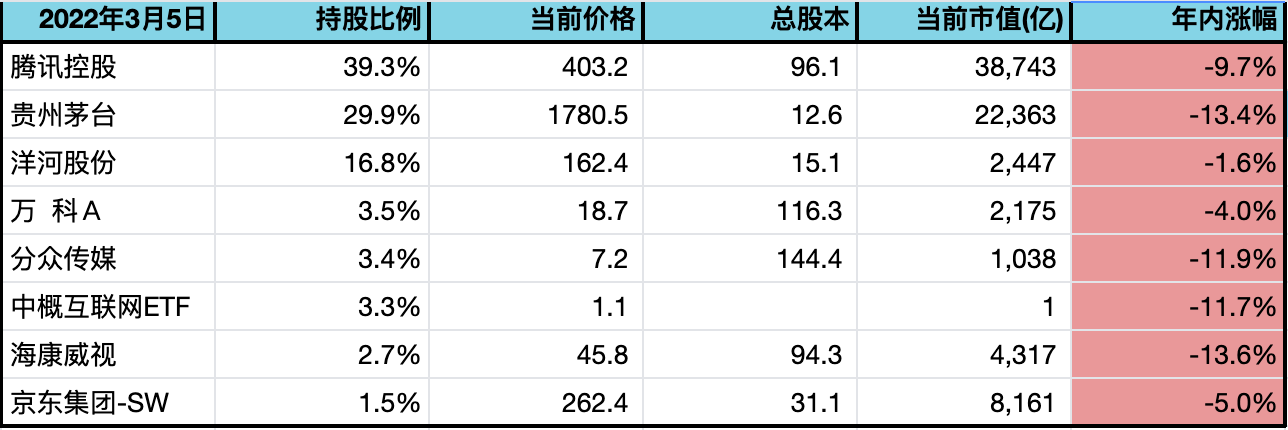 2022年3月5日 持股比例 当前价格 总股本 当前市值(亿) 年内涨幅
腾讯控股 39.3% 403.2 96.1 38,743 -9.7%
贵州茅台 29.9% 1780.5 12.6 22,363 -13.4%
洋河股份 16.8% 162.4 15.1 2,447 -1.6%
万 科A 3.5% 18.7 116.3 2,175 -4.0%
分众传媒 3.4% 7.2 144.4 1,038 -11.9%
中概互联网ETF 3.3% 1.1 1 -11.7%
海康威视 2.7% 45.8 94.3 4,317 -13.6%
京东集团-SW 1.5% 262.4 31.1 8,161 -5.0%